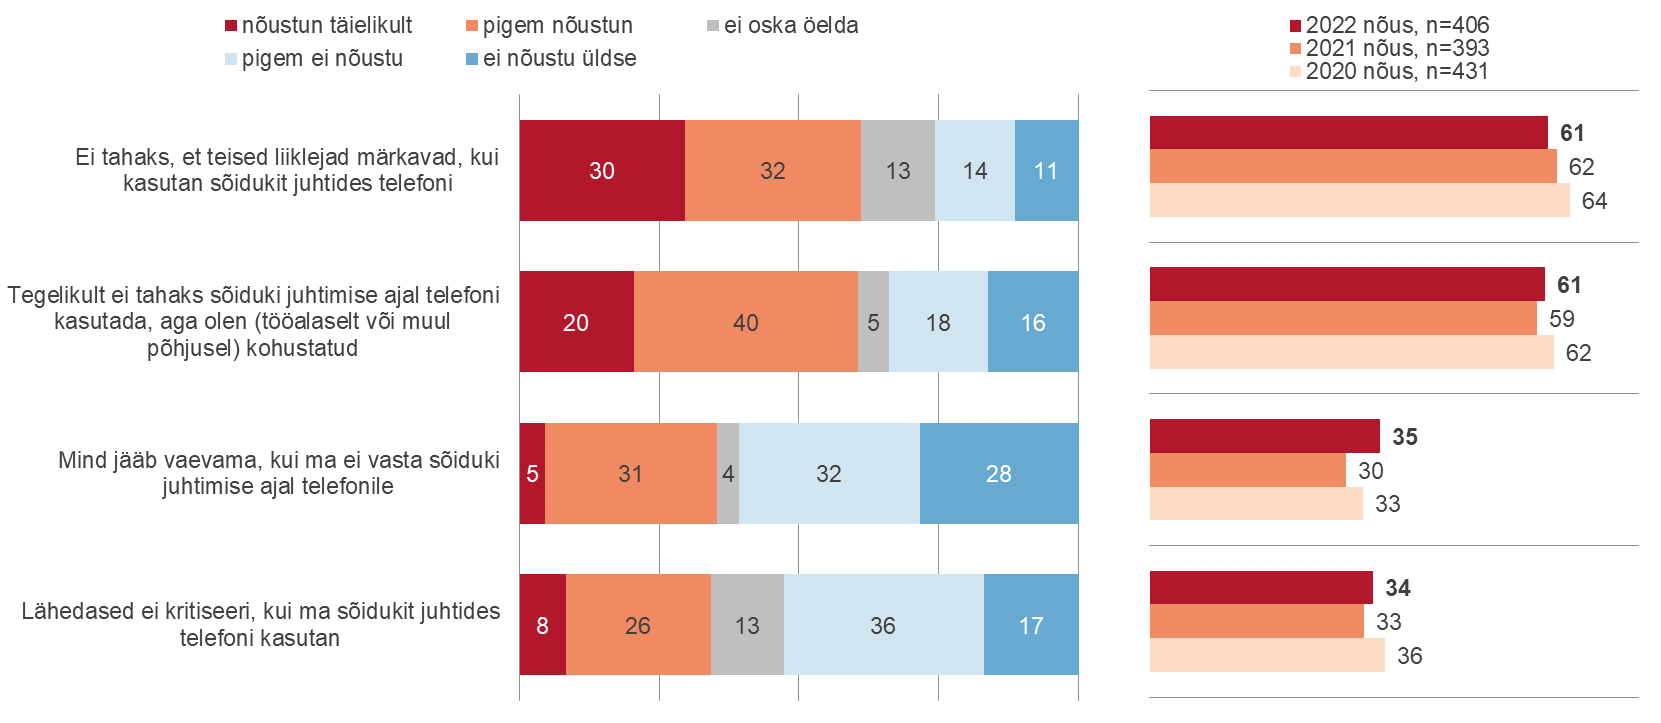 nõustun täielikult
pigem nõustun
ei oska öelda
pigem ei nõustu
ei nõustu üldse
2022 nõus, n=406
2021 nõus, n=393
2020 nõus, n=431
Ei tahaks, et teised liiklejad märkavad, kui
kasutan sõidukit juhtides telefoni
30 32 13 14 11
61
62
64
Tegelikult ei tahaks sõiduki juhtimise ajal telefoni
kasutada, aga olen (tööalaselt või muul
põhjusel) kohustatud
20 40 5 18 16
61
59
62
Mind jääb vaevama, kui ma ei vasta sõiduki
juhtimise ajal telefonile
5 31 4 32 28
35
30
33
Lähedased ei kritiseeri, kui ma sõidukit juhtides
telefoni kasutan
8 26 13 36 17
34
33
36